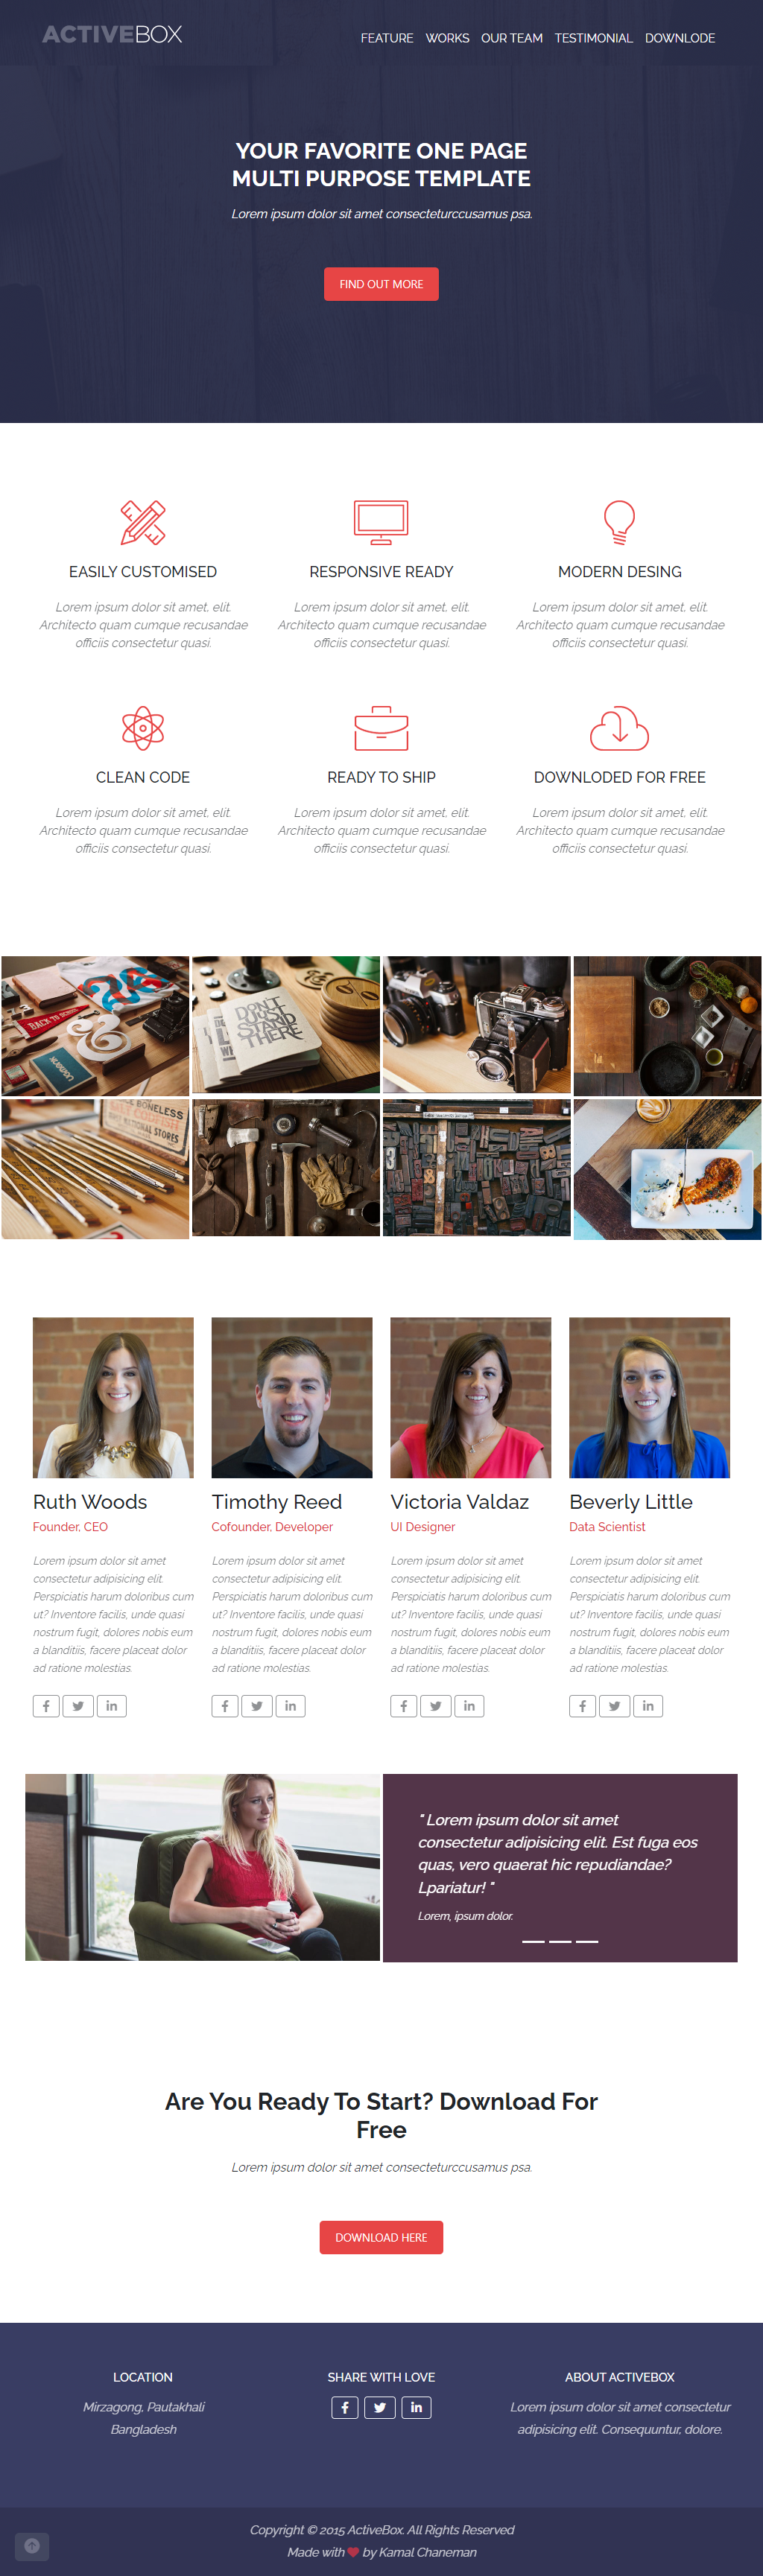 ACTIVEBOX
FEATURE WORKS OUR TEAM TESTIMONIAL DOWNLODE
YOUR FAVORITE ONE PAGE
MULTI PURPOSE TEMPLATE
Lorem ipsum dolor sit amet consecteturccusamus psa.
FIND OUT MORE
EASILY CUSTOMISED
Lorem ipsum dolor sit amet, elit.
Architecto quam cumque recusandae
officiis consectetur quasi.
RESPONSIVE READY
Lorem ipsum dolor sit amet, elit.
Architecto quam cumque recusandae
officiis consectetur quasi.
MODERN DESING
Lorem ipsum dolor sit amet, elit.
Architecto quam cumque recusandae
officiis consectetur quasi.
CLEAN CODE
Lorem ipsum dolor sit amet, elit.
Architecto quam cumque recusandae
officiis consectetur quasi.
READY TO SHIP
Lorem ipsum dolor sit amet, elit.
Architecto quam cumque recusandae
officiis consectetur quasi.
DOWNLODED FOR FREE
Lorem ipsum dolor sit amet, elit.
Architecto quam cumque recusandae
officiis consectetur quasi.
BACK TO
DON'T
JUST
STAND
THERE
BONELESS
NATIONAL
STORES
Ruth Woods
Founder, CEO
Lorem ipsum dolor sit amet
consectetur adipisicing elit.
Perspiciatis harum doloribus cum
ut? Inventore facilis, unde quasi
nostrum fugit, dolores nobis eum
a blanditiis, facere placeat dolor
ad ratione molestias.
Timothy Reed
Cofounder, Developer
Lorem ipsum dolor sit amet
consectetur adipisicing elit.
Perspiciatis harum doloribus cum
ut? Inventore facilis, unde quasi
nostrum fugit, dolores nobis eum
a blanditiis, facere placeat dolor
ad ratione molestias.
Victoria Valdaz
UI Designer
Lorem ipsum dolor sit amet
consectetur adipisicing elit.
Perspiciatis harum doloribus cum
ut? Inventore facilis, unde quasi
nostrum fugit, dolores nobis eum
a blanditiis, facere placeat dolor
ad ratione molestias.
Beverly Little
Data Scientist
Lorem ipsum dolor sit amet
consectetur adipisicing elit.
Perspiciatis harum doloribus cum
ut? Inventore facilis, unde quasi
nostrum fugit, dolores nobis eum
a blanditiis, facere placeat dolor
ad ratione molestias.
" Lorem ipsum dolor sit amet
consectetur adipisicing elit. Est fuga eos
quas, vero quaerat hic repudiandae?
Lpariatur! "
Lorem, ipsum dolor.
Are You Ready To Start? Download For
Free
Lorem ipsum dolor sit amet consecteturccusamus psa.
DOWNLOAD HERE
LOCATION
Mirzagong, Pautakhali
Bangladesh
SHARE WITH LOVE
ABOUT ACTIVEBOX
Lorem ipsum dolor sit amet consectetur
adipisicing elit. Consequuntur, dolore.
Copyright © 2015 ActiveBox. All Rights Reserved
Made with ❤ by Kamal Chaneman